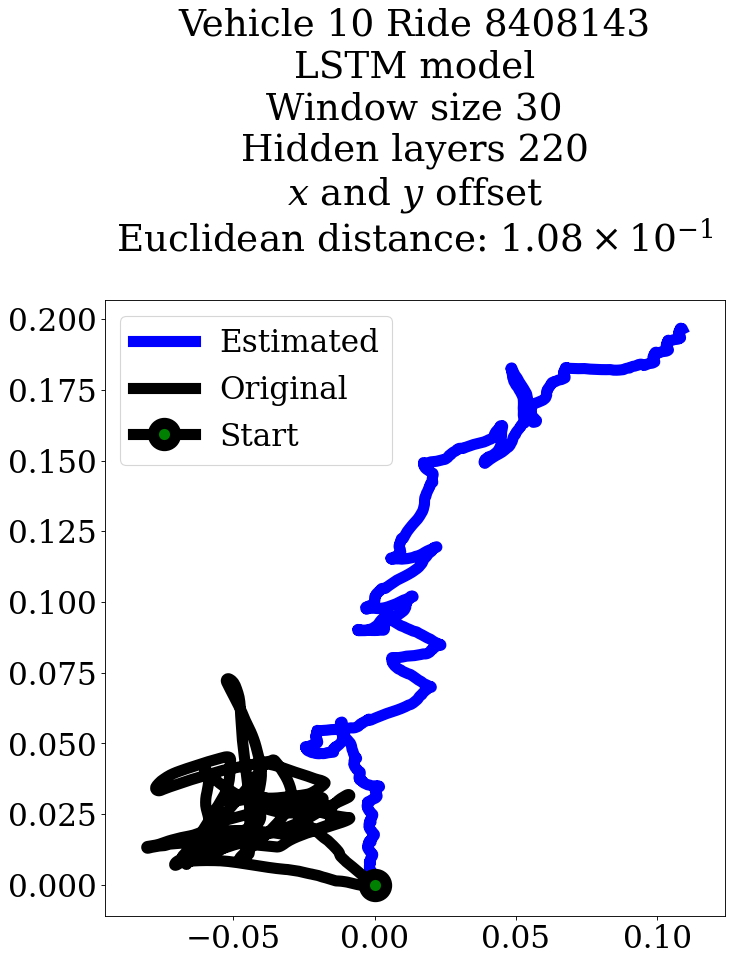 Vehicle 10 Ride 8408143
LSTM model
Window size 30
Hidden layers 220
x and y offset
Euclidean distance: 1.08 × 10⁻¹
0.200
0.175
0.150
0.125
0.100
0.075
0.050
0.025
0.000
Estimated
Original
Start
−0.05 0.00 0.05 0.10